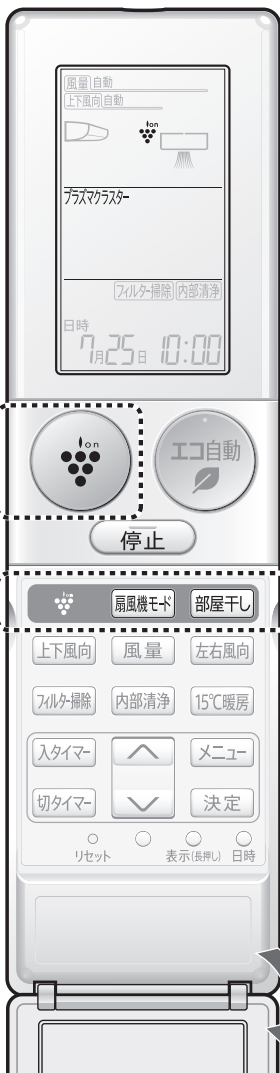 風量 自動
上下風向 自動
ion
プラズマクラスター
フィルター掃除 内部清浄
日時
7月25日 10:00
ion
エコ自動
停止
ion 扇風機モード 部屋干し
上下風向 風量 左右風向
フィルター掃除 内部清浄 15℃暖房
入タイマー メニュー
切タイマー 決定
リセット 表示(長押し) 日時